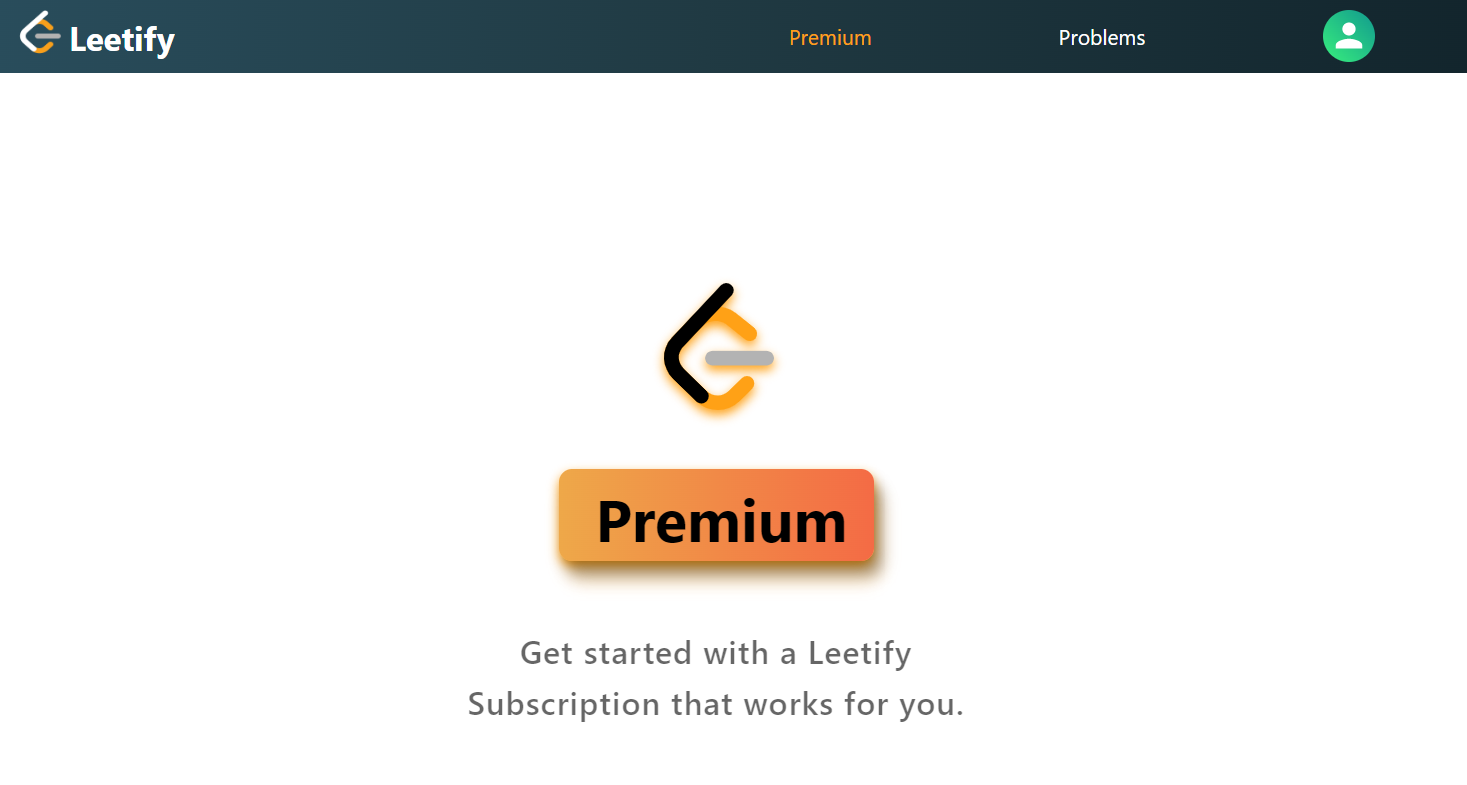 Leetify
Premium
Problems
Premium
Get started with a Leetify
Subscription that works for you.